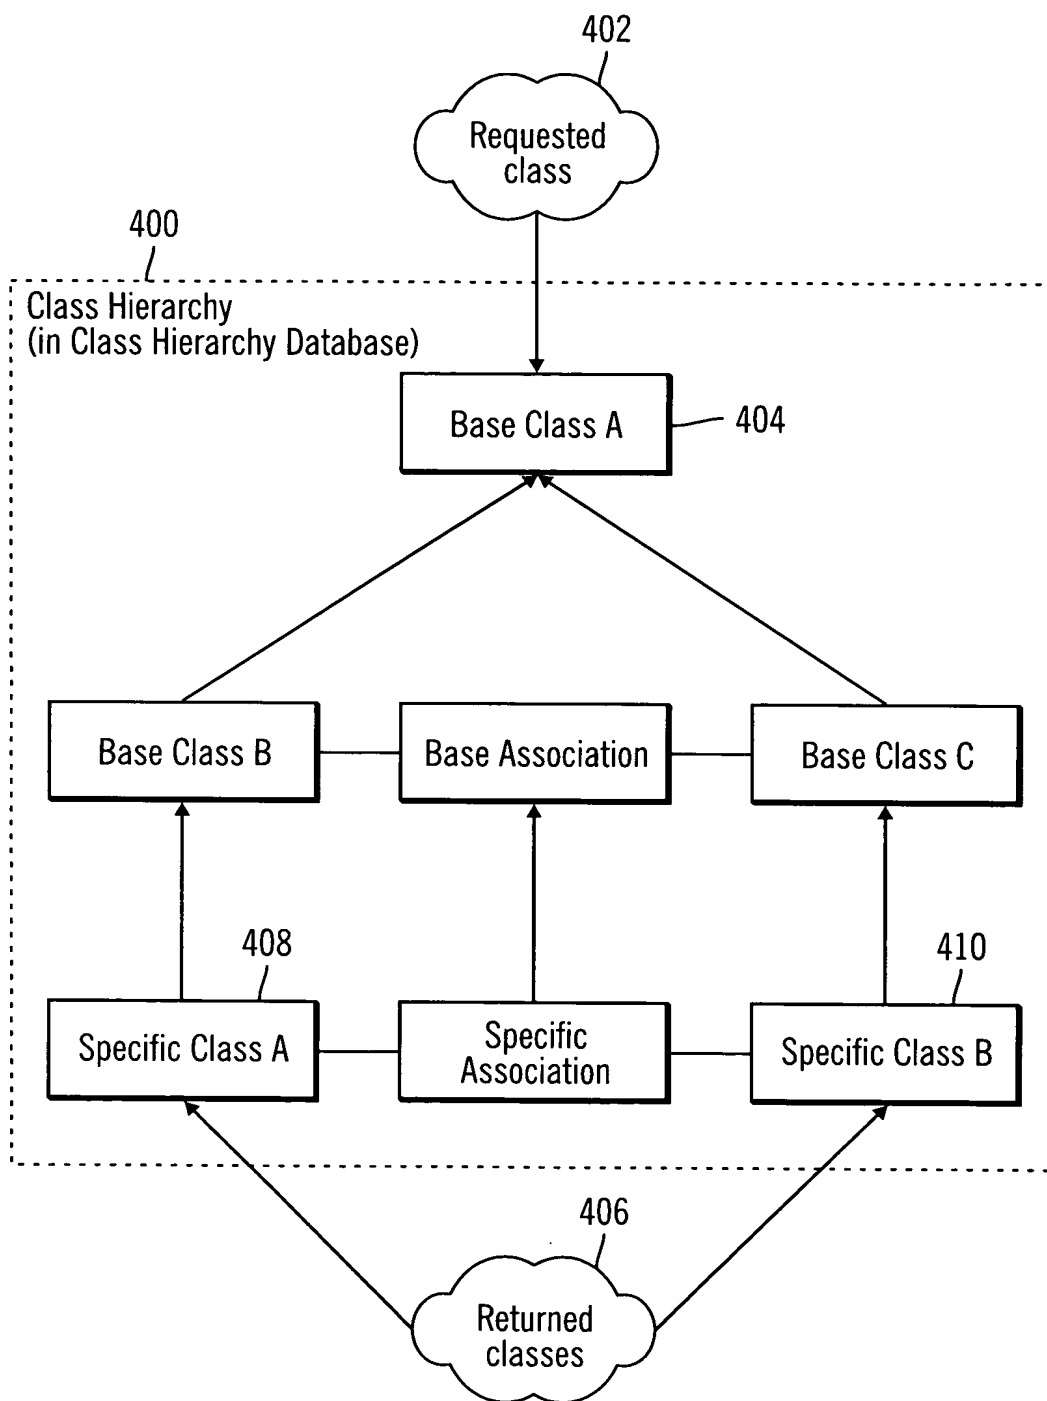 402
Requested
class
400
Class Hierarchy
(in Class Hierarchy Database)
Base Class A
404
Base Class B
Base Association
Base Class C
408
410
Specific Class A
Specific
Association
Specific Class B
406
Returned
classes